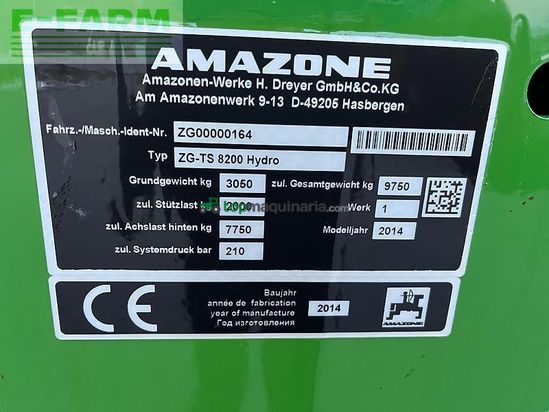 E-FARM
AMAZONE
Amazonen-Werke H. Dreyer GmbH&Co.KG
Am Amazonenwerk 9-13 D-49205 Hasbergen
Fahrz.-/Masch.-Ident-Nr. ZG00000164
Typ ZG-TS 8200 Hydro
Grundgewicht kg 3050 zul. Gesamtgewicht kg 9750
zul. Stützlast kg 2000 Werk 1
topmaquinaria.com
zul. Achslast hinten kg 7750 Modelljahr 2014
zul. Systemdruck bar 210
CE
Baujahr
année de fabrication
year of manufacture
Год изготовления
2014
AMAZONE